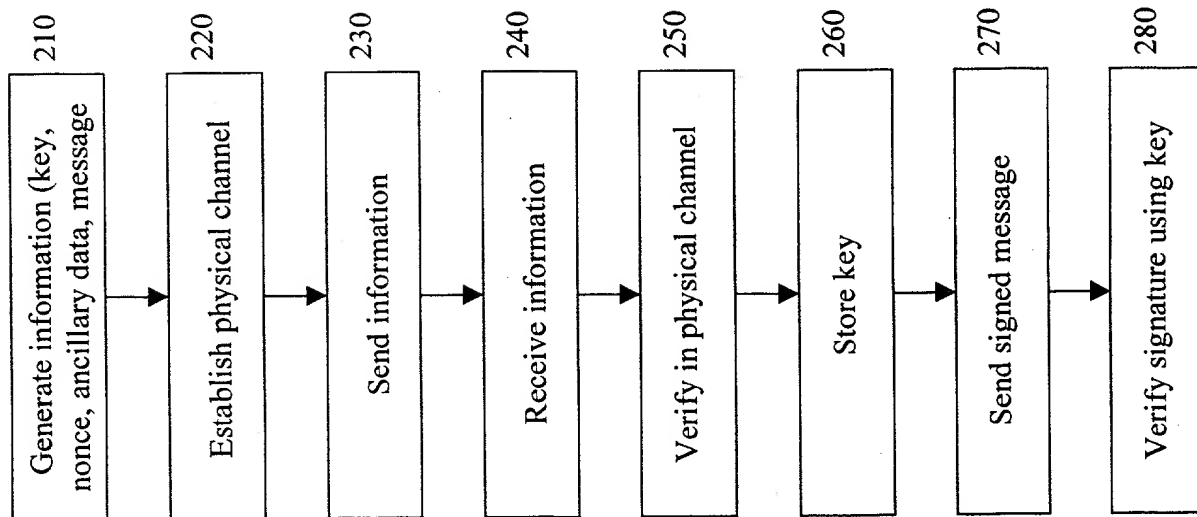 210
Generate information (key,
nonce, ancillary data, message
220
Establish physical channel
230
Send information
240
Receive information
250
Verify in physical channel
260
Store key
270
Send signed message
280
Verify signature using key